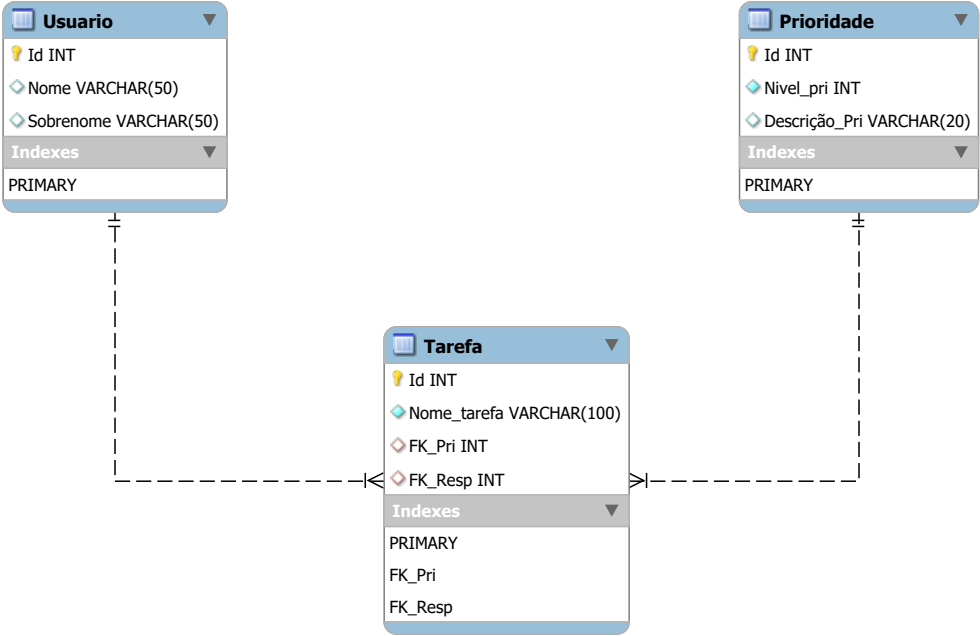 Usuario
Id INT
Nome VARCHAR(50)
Sobrenome VARCHAR(50)
Indexes
PRIMARY
Prioridade
Id INT
Nivel_pri INT
Descrição_Pri VARCHAR(20)
Indexes
PRIMARY
Tarefa
Id INT
Nome_tarefa VARCHAR(100)
FK_Pri INT
FK_Resp INT
Indexes
PRIMARY
FK_Pri
FK_Resp